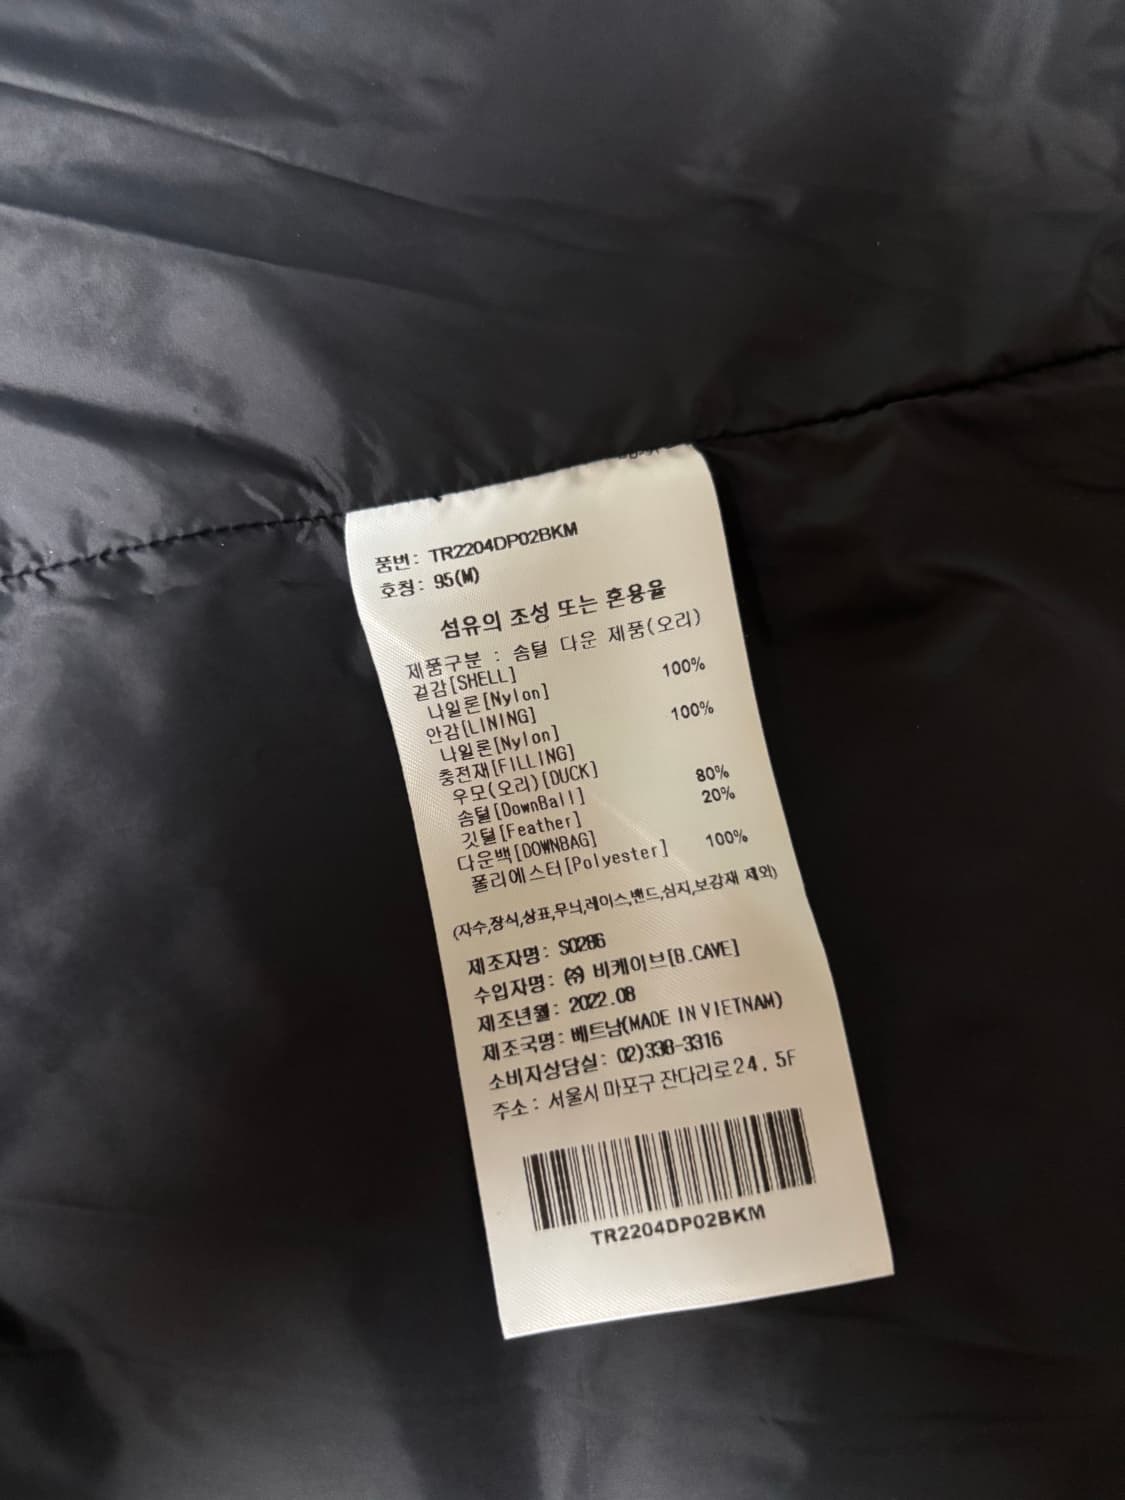 품번: TR2204DP02BKM
호칭: 95(M)
섬유의 조성 또는 혼용율
제품구분 : 솜털 다운 제품(오리)
겉감[SHELL]
나일론[Nylon] 100%
안감[LINING]
나일론[Nylon] 100%
충전재[FILLING]
우모(오리)[DUCK]
솜털[DownBall] 80%
깃털[Feather] 20%
다운백[DOWNBAG]
폴리에스터[Polyester] 100%
(자수,장식,상표,무늬,레이스,밴드,심지,보강재 제외)
제조자명: S0286
수입자명: ㈜ 비케이브[B.CAVE]
제조년월: 2022.08
제조국명: 베트남(MADE IN VIETNAM)
소비자상담실: 02)338-3316
주소: 서울시 마포구 잔다리로24, 5F
TR2204DP02BKM